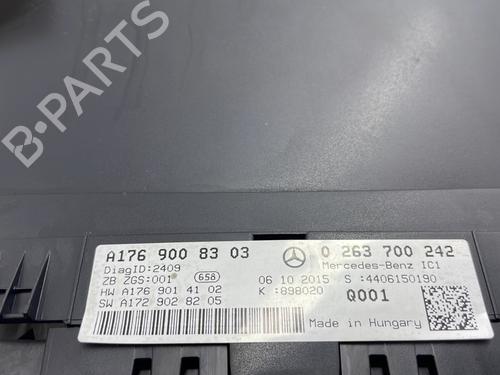 A176 900 83 03
0 263 700 242
DiagID:2409
Mercedes-Benz IC1
ZB ZGS:001
658
06 10 2015 S :4406150190
HW A176 901 41 02
K :898020
Q001
SW A172 902 82 05
Made in Hungary
B-PARTS